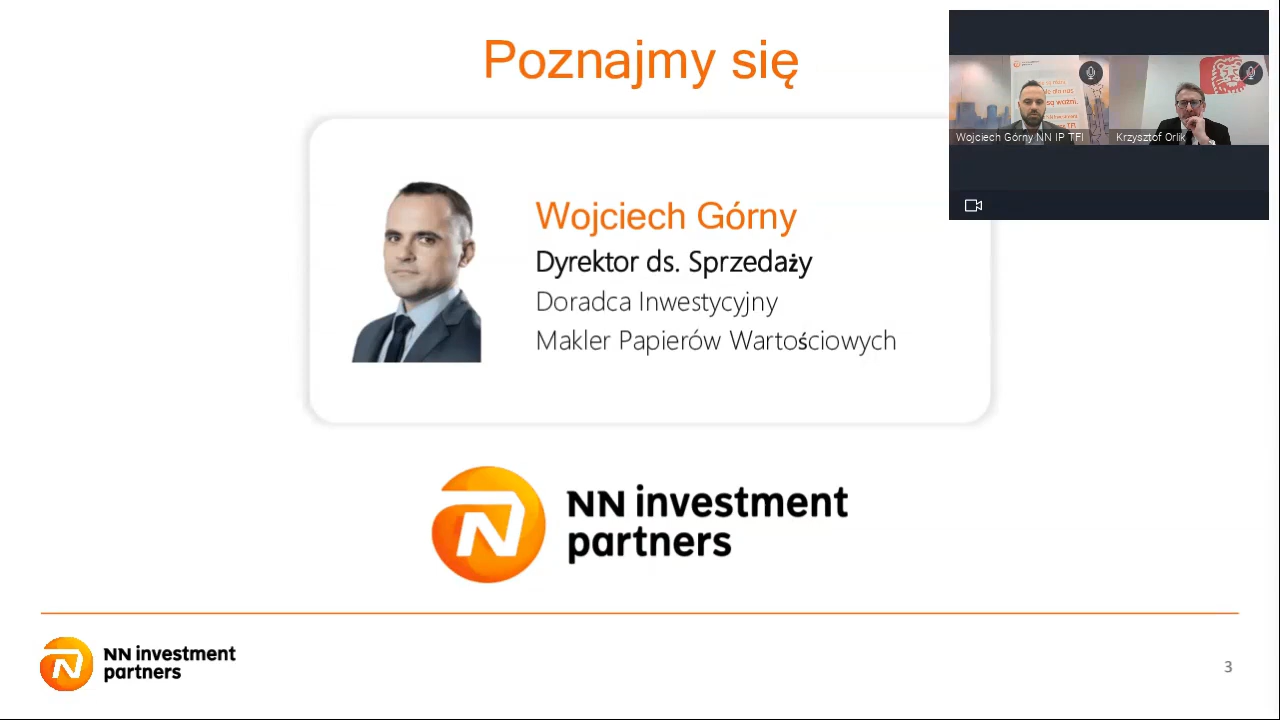 Poznajmy się
Wojciech Górny NN IP TFI
Krzysztof Orlik
Wojciech Górny
Dyrektor ds. Sprzedaży
Doradca Inwestycyjny
Makler Papierów Wartościowych
NN investment
partners
NN investment
partners
3